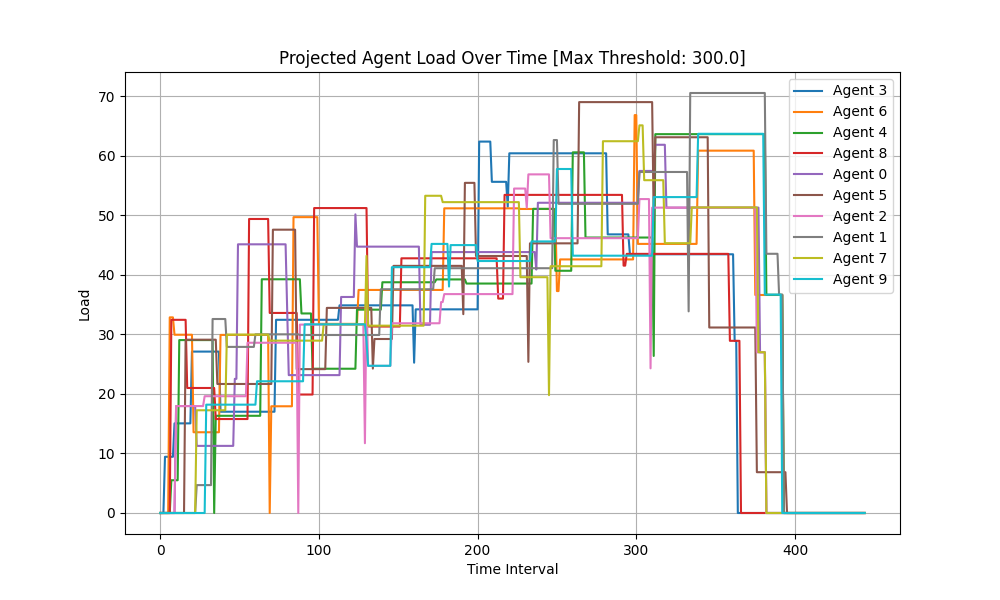 Projected Agent Load Over Time [Max Threshold: 300.0]
Load
70
60
50
40
30
20
10
0
0 100 200 300 400
Time Interval
Agent 3
Agent 6
Agent 4
Agent 8
Agent 0
Agent 5
Agent 2
Agent 1
Agent 7
Agent 9